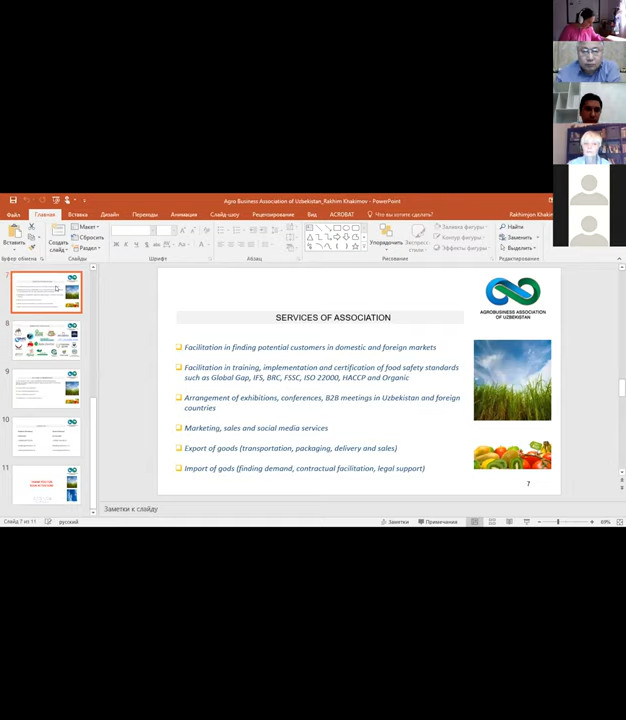 Agro Business Association of Uzbekistan_Rakhim Khakimov - PowerPoint
Файл Главная Вставка Дизайн Переходы Анимация Слайд-шоу Рецензирование Вид ACROBAT Что вы хотите сделать?
Вставить
Создать слайд
Макет
Сбросить
Раздел
Упорядочить
Экспресс-стили
Заливка фигуры
Контур фигуры
Эффекты фигуры
Найти
Заменить
Выделить
Буфер обмена Слайды Шрифт Абзац Рисование Редактирование
7
8
9
10
11
AGROBUSINESS ASSOCIATION
OF UZBEKISTAN
SERVICES OF ASSOCIATION
Facilitation in finding potential customers in domestic and foreign markets
Facilitation in training, implementation and certification of food safety standards
such as Global Gap, IFS, BRC, FSSC, ISO 22000, HACCP and Organic
Arrangement of exhibitions, conferences, B2B meetings in Uzbekistan and foreign
countries
Marketing, sales and social media services
Export of goods (transportation, packaging, delivery and sales)
Import of gods (finding demand, contractual facilitation, legal support)
7
Заметки к слайду
Слайд 7 из 11 русский Заметки Примечания 69%